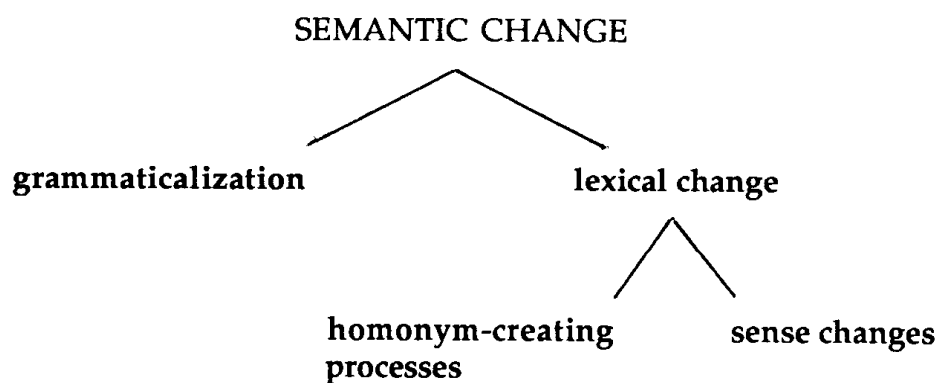 SEMANTIC CHANGE
grammaticalization
lexical change
homonym-creating
processes
sense changes